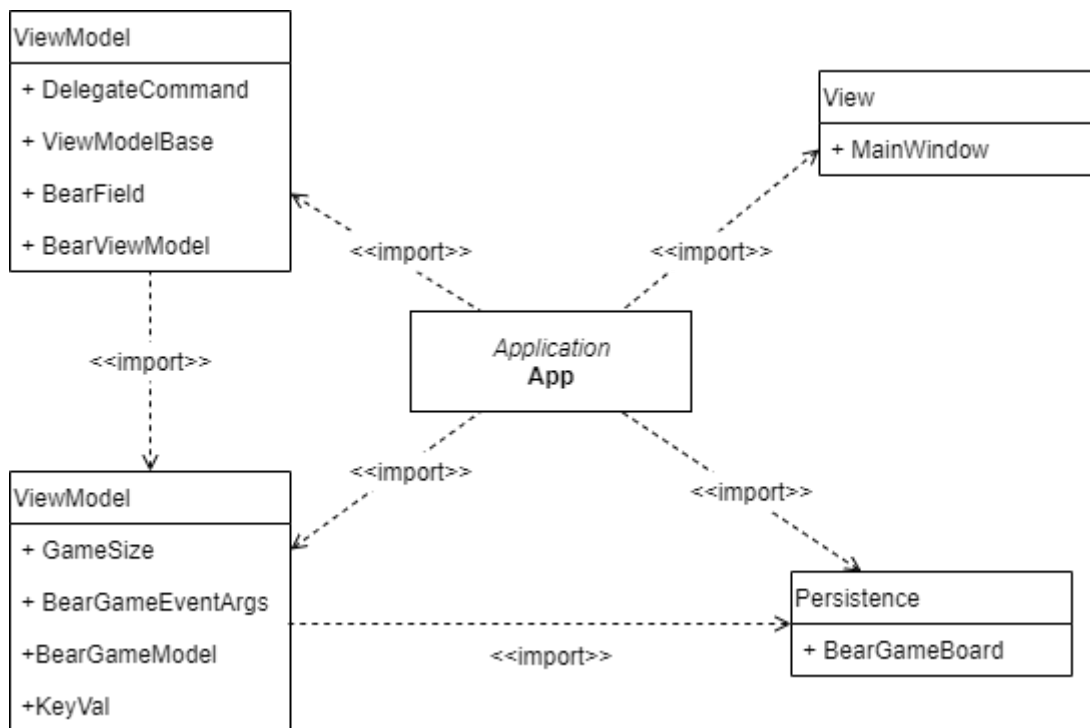 ViewModel
+ DelegateCommand
+ ViewModelBase
+ BearField
+ BearViewModel
View
+ MainWindow
<<import>>
<<import>>
<<import>>
Application
App
<<import>>
<<import>>
ViewModel
+ GameSize
+ BearGameEventArgs
+BearGameModel
+KeyVal
<<import>>
Persistence
+ BearGameBoard